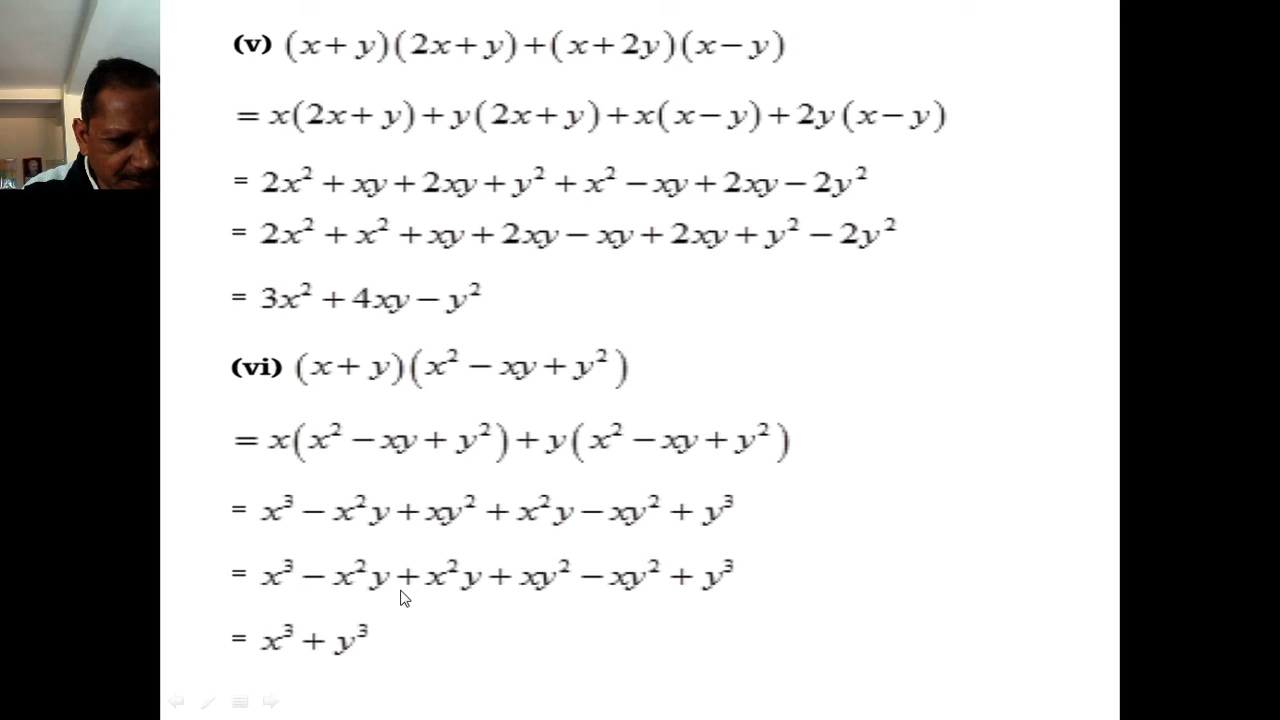 (v) (x+ y)(2x+ y)+(x+2y)(x− y)
= x(2x+ y)+ y(2x+ y)+x(x− y)+2y(x− y)
= 2x² + xy+2xy+ y² + x² − xy+2xy−2y²
= 2x² + x² + xy+2xy− xy+2xy+ y² −2y²
= 3x² +4xy− y²
(vi) (x+ y)(x² − xy+ y²)
= x(x² −xy+ y²)+ y(x² −xy+ y²)
= x³ − x²y+ xy² + x²y− xy² + y³
= x³ − x²y+ x²y+ xy² − xy² + y³
= x³ + y³